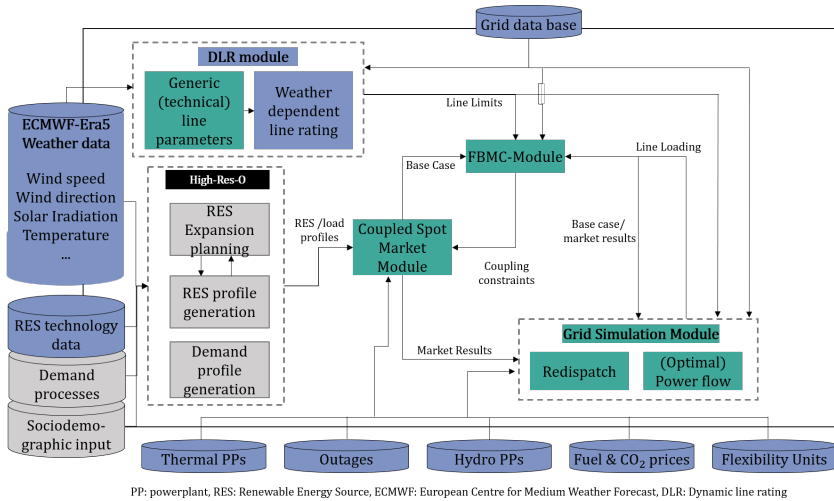 Grid data base
DLR module
Generic
(technical)
line
parameters
Weather
dependent
line rating
Line Limits
Line Loading
ECMWF-Era5
Weather data
Wind speed
Wind direction
Solar Irradiation
Temperature
...
High-Res-O
RES
Expansion
planning
RES profile
generation
Demand
profile
generation
RES /load
profiles
Base Case
FBMC-Module
Coupled Spot
Market
Module
Coupling
constraints
Base case/
market results
RES technology
data
Demand
processes
Sociodemo-
graphic input
Market Results
Grid Simulation Module
Redispatch
(Optimal)
Power flow
Thermal PPs
Outages
Hydro PPs
Fuel & CO₂ prices
Flexibility Units
PP: powerplant, RES: Renewable Energy Source, ECMWF: European Centre for Medium Weather Forecast, DLR: Dynamic line rating